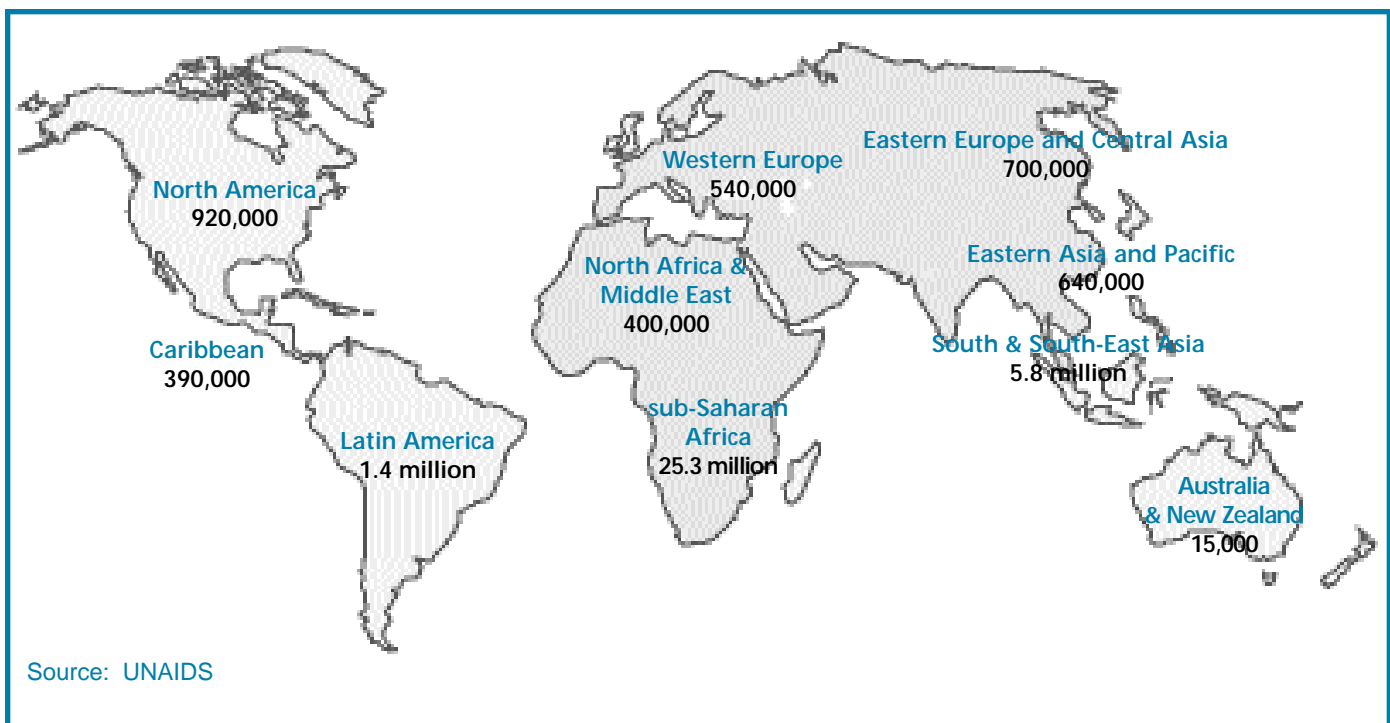 North America
920,000
Caribbean
390,000
Latin America
1.4 million
Western Europe
540,000
North Africa &
Middle East
400,000
sub-Saharan
Africa
25.3 million
Eastern Europe and Central Asia
700,000
Eastern Asia and Pacific
640,000
South & South-East Asia
5.8 million
Australia
& New Zealand
15,000
Source: UNAIDS